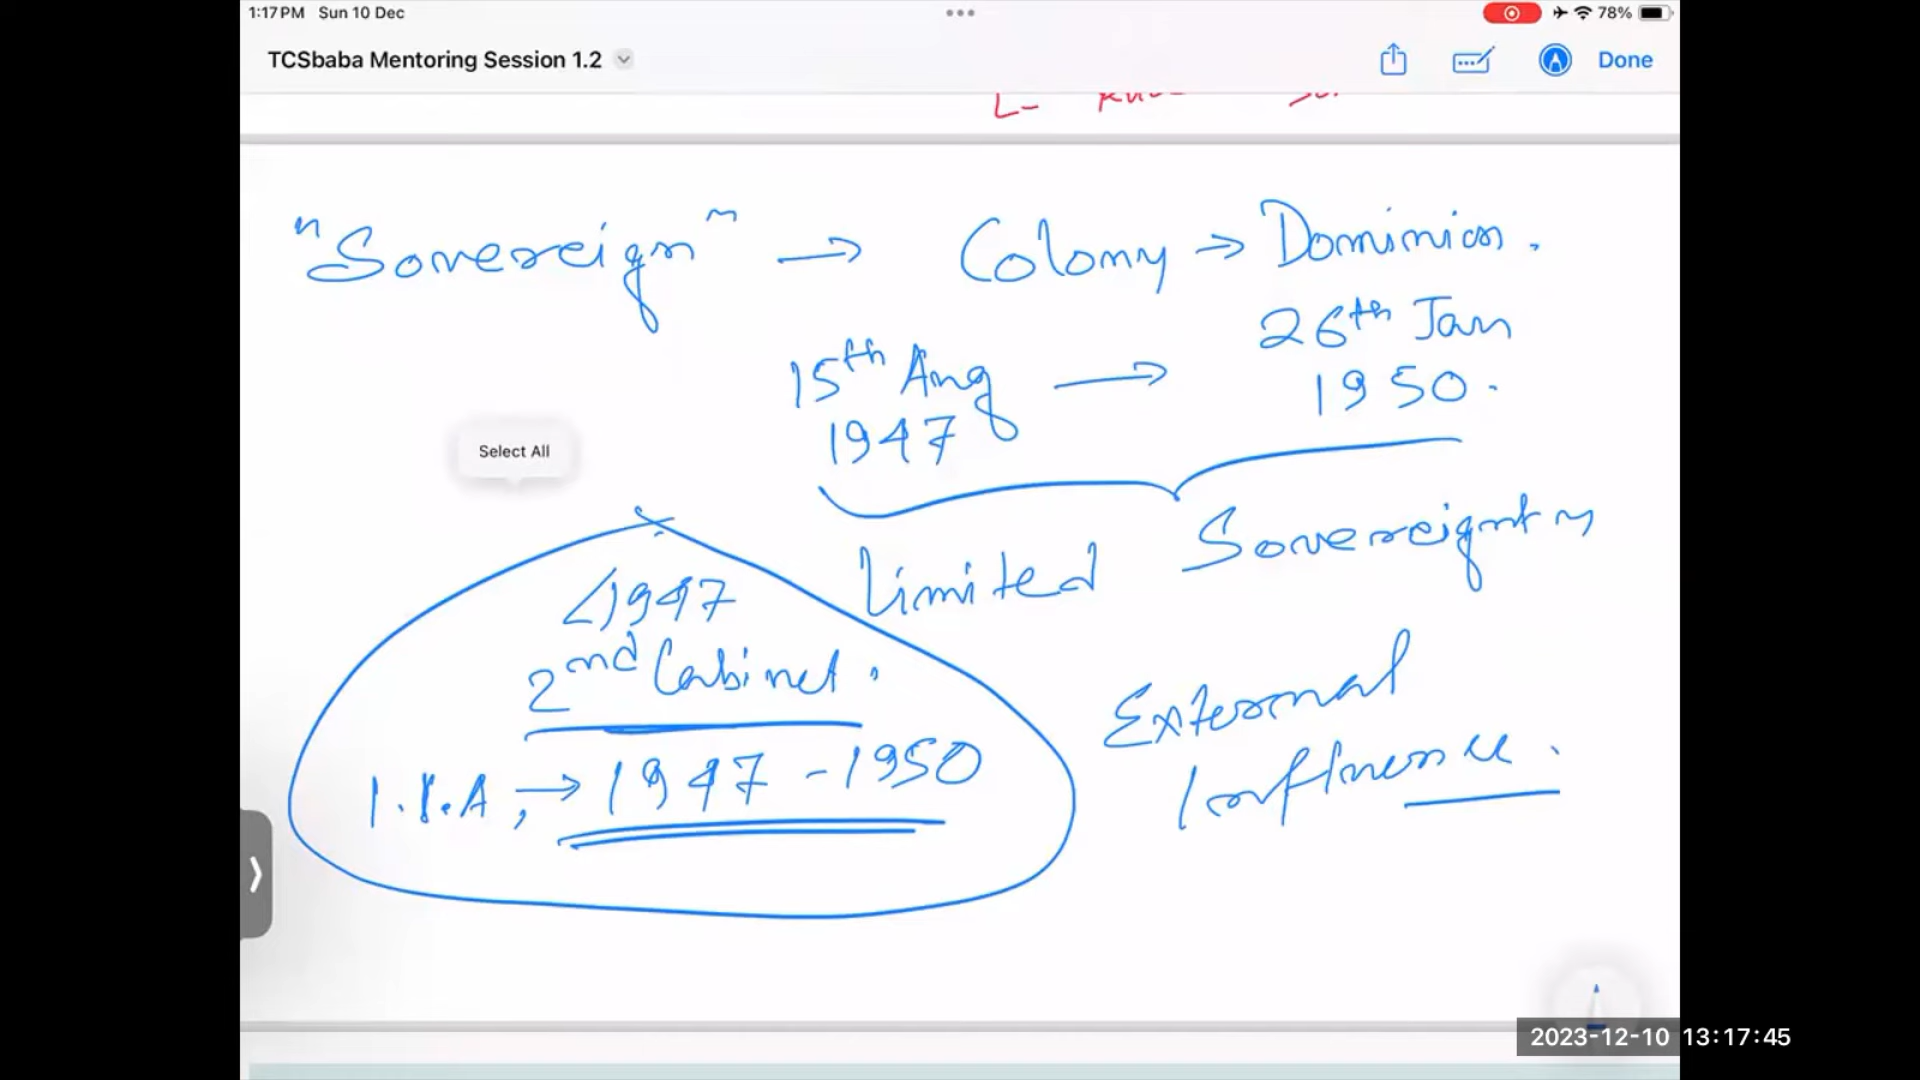 1:17 PM Sun 10 Dec
78%
TCSbaba Mentoring Session 1.2
Done
"Sovereign" → Colony → Dominion.
15th Aug 1947 → 26th Jan 1950.
Select All
Limited Sovereignty
1947
2nd Cabinet.
→ 1947 - 1950
External
Influence.
2023-12-10 13:17:45